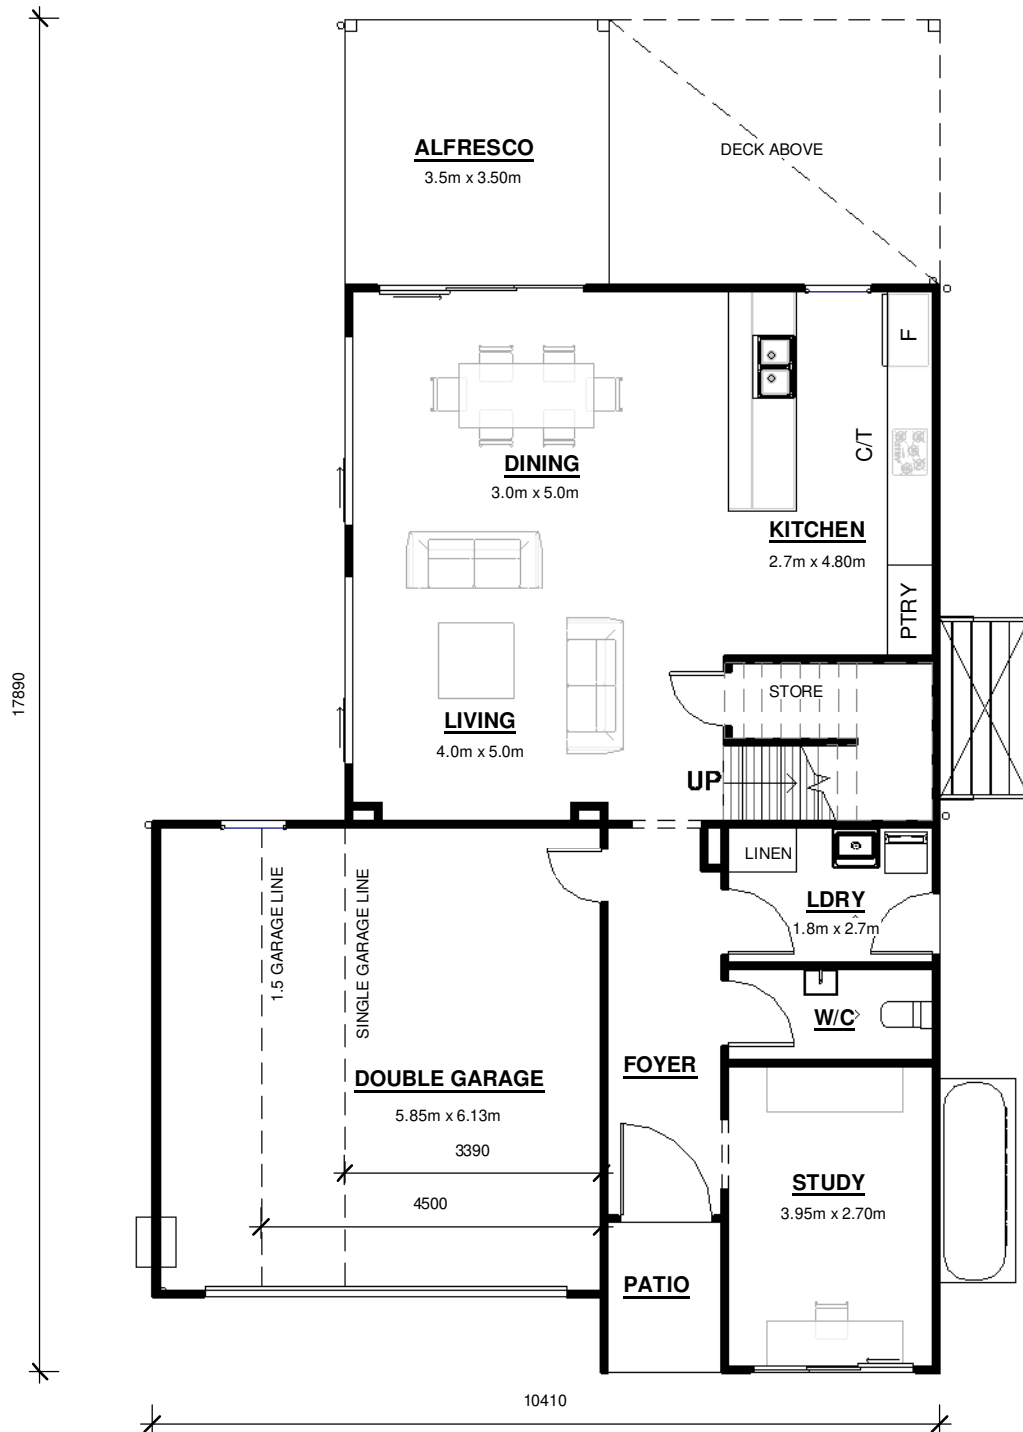 ALFRESCO
3.5m x 3.50m
DECK ABOVE
F
C/T
DINING
3.0m x 5.0m
KITCHEN
2.7m x 4.80m
PTRY
17890
STORE
LIVING
4.0m x 5.0m
UP
LINEN
LDRY
1.8m x 2.7m
1.5 GARAGE LINE
SINGLE GARAGE LINE
W/C
FOYER
DOUBLE GARAGE
5.85m x 6.13m
3390
STUDY
3.95m x 2.70m
4500
PATIO
10410